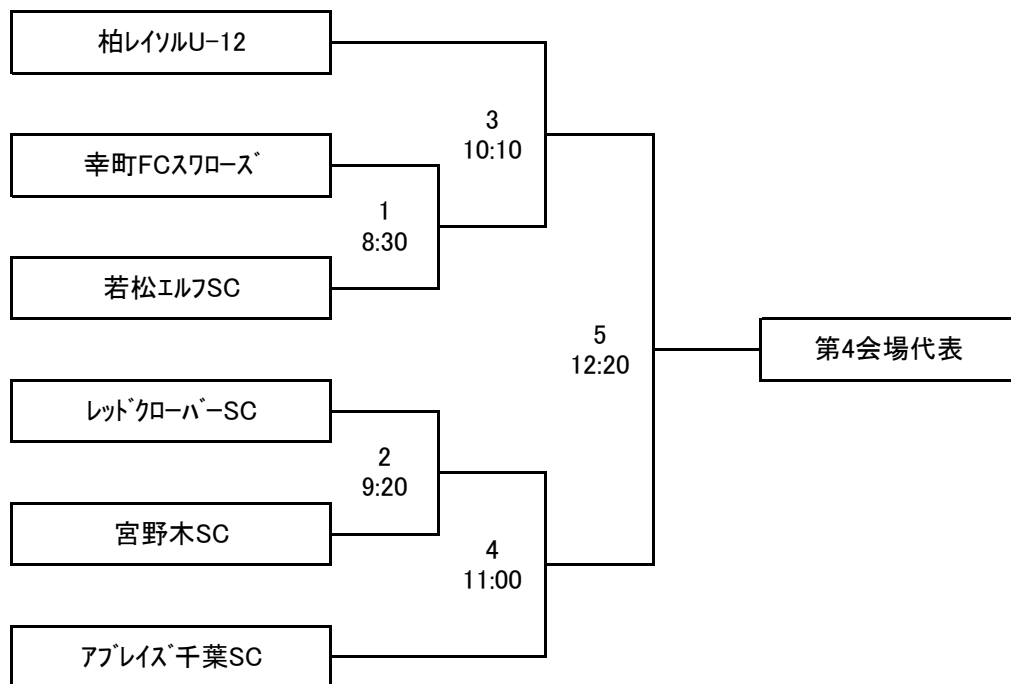 柏ﾚｲｿﾙU-12
3
10:10
幸町FCｽﾜﾛｰｽﾞ
1
8:30
若松ｴﾙﾌSC
5
12:20
第4会場代表
ﾚｯﾄﾞｸﾛｰﾊﾞｰSC
2
9:20
宮野木SC
4
11:00
ｱﾌﾞﾚｲｽﾞ千葉SC